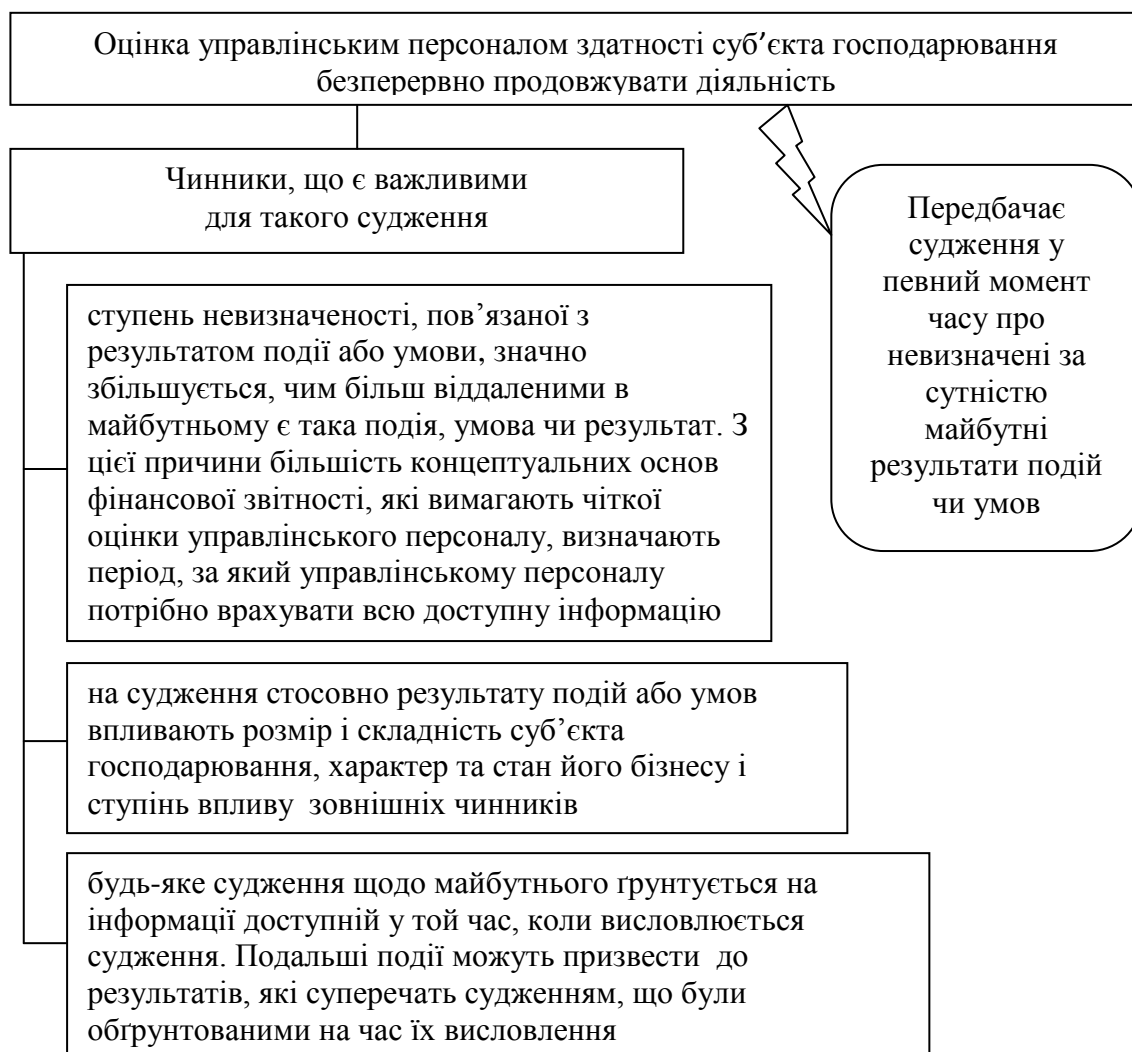 Оцінка управлінським персоналом здатності суб’єкта господарювання
безперервно продовжувати діяльність
Чинники, що є важливими
для такого судження
Передбачає
судження у
певний момент
часу про
невизначені за
сутністю
майбутні
результати подій
чи умов
ступень невизначеності, пов’язаної з
результатом події або умови, значно
збільшується, чим більш віддаленими в
майбутньому є така подія, умова чи результат. З
цієї причини більшість концептуальних основ
фінансової звітності, які вимагають чіткої
оцінки управлінського персоналу, визначають
період, за який управлінському персоналу
потрібно врахувати всю доступну інформацію
на судження стосовно результату подій або умов
впливають розмір і складність суб’єкта
господарювання, характер та стан його бізнесу і
ступінь впливу зовнішніх чинників
будь-яке судження щодо майбутнього ґрунтується на
інформації доступній у той час, коли висловлюється
судження. Подальші події можуть призвести до
результатів, які суперечать судженням, що були
обґрунтованими на час їх висловлення